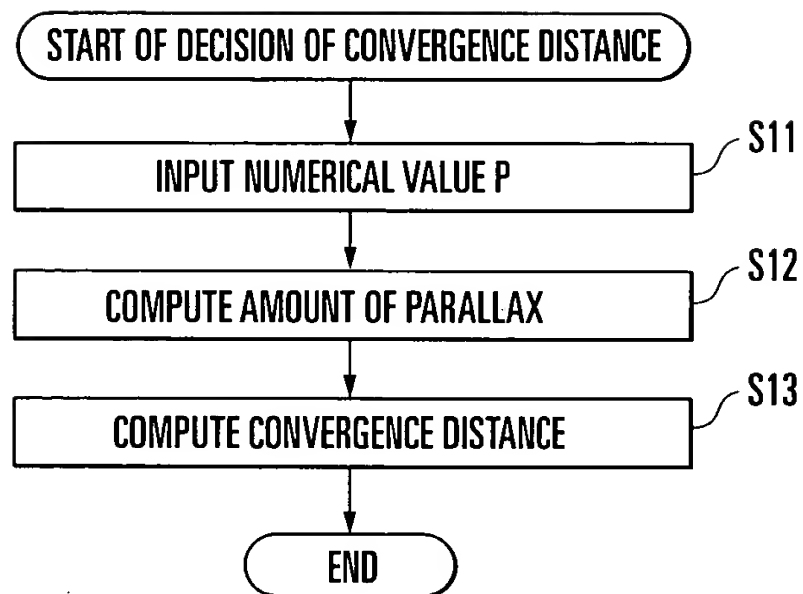 START OF DECISION OF CONVERGENCE DISTANCE
S11
INPUT NUMERICAL VALUE P
S12
COMPUTE AMOUNT OF PARALLAX
S13
COMPUTE CONVERGENCE DISTANCE
END